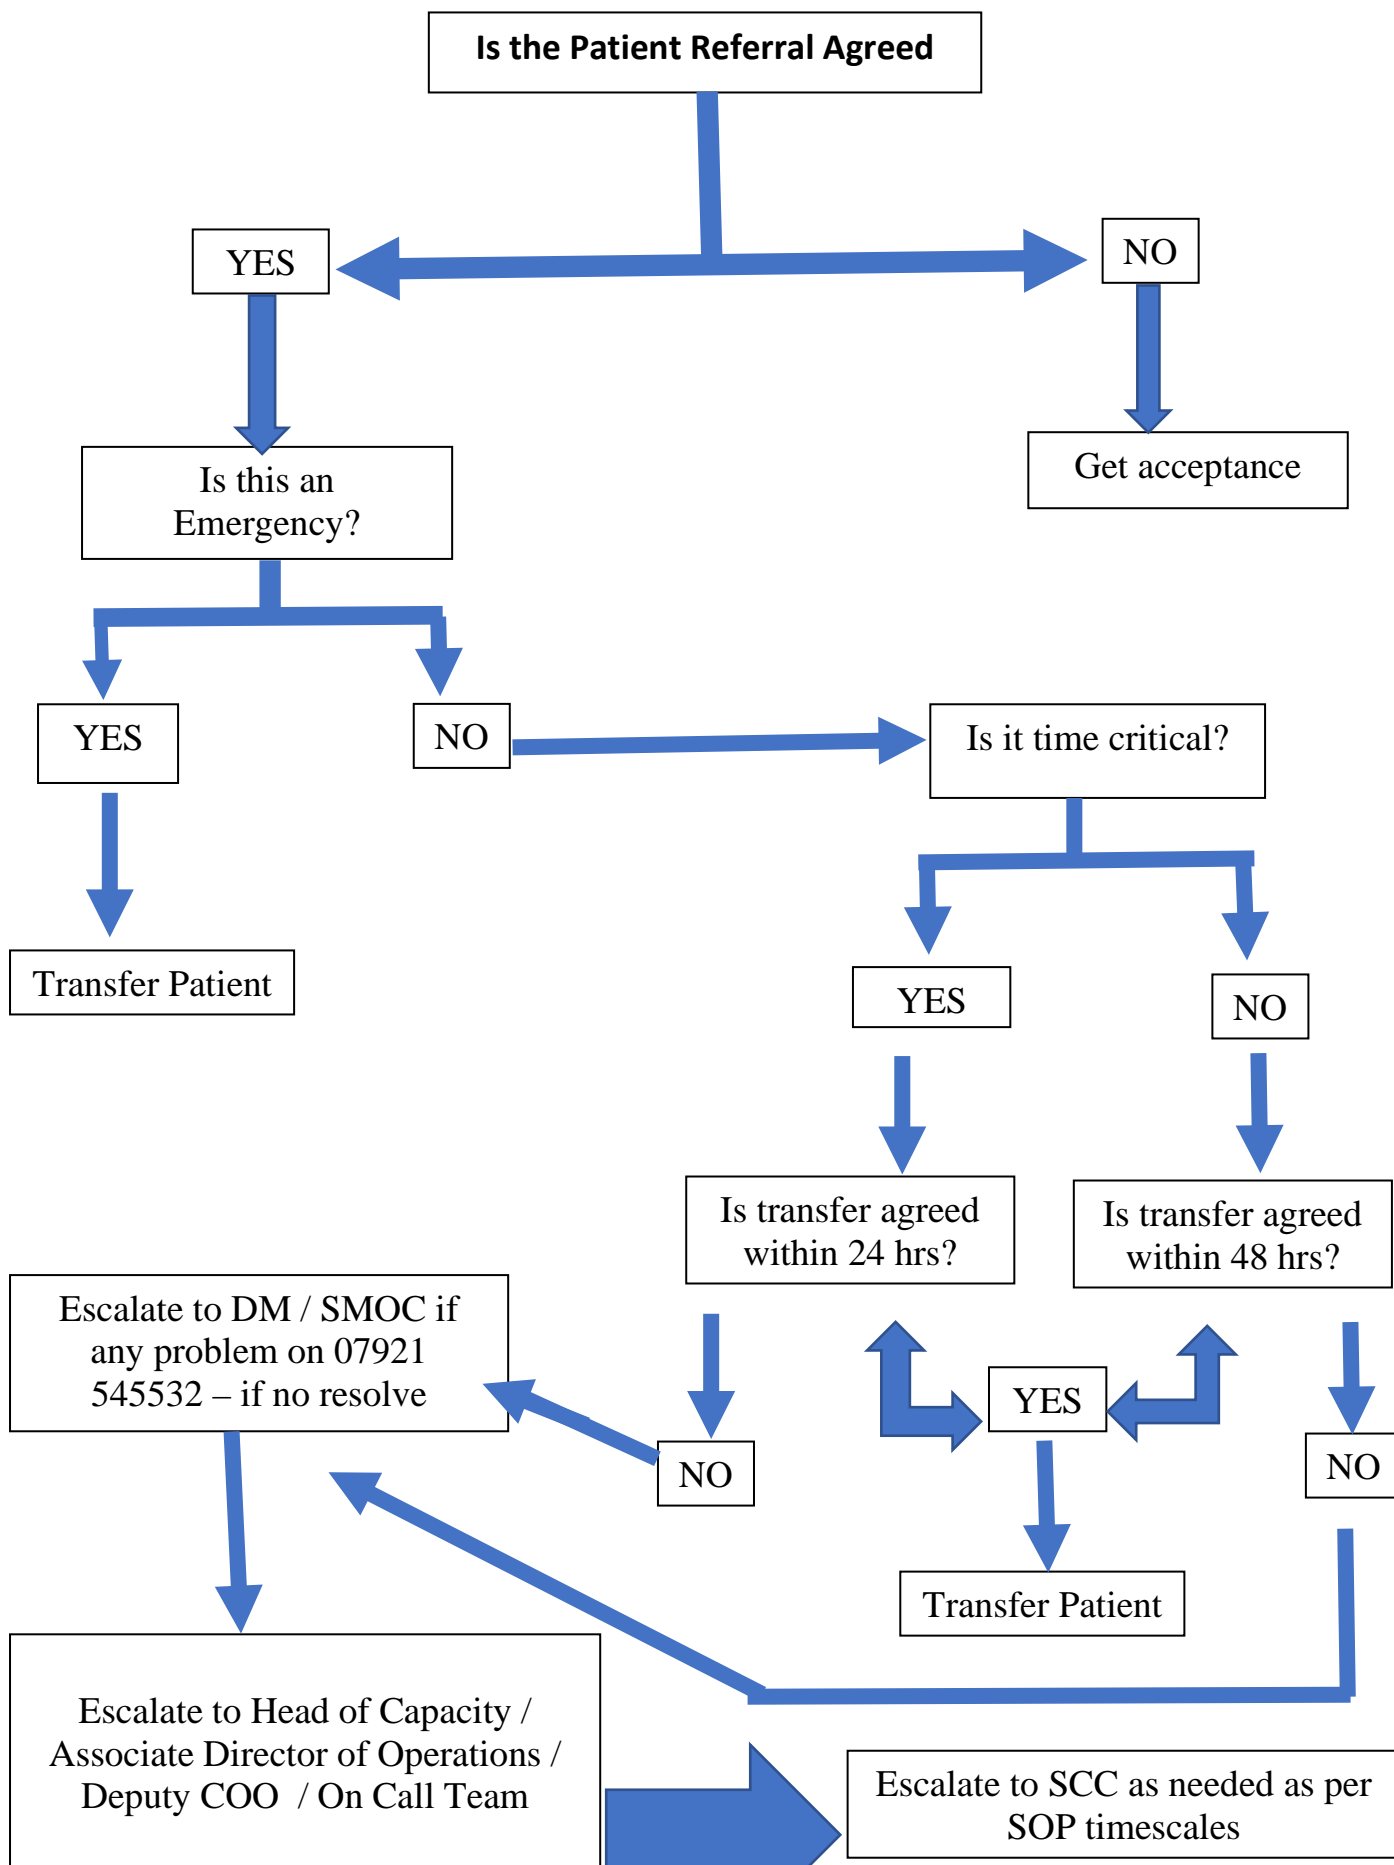 Is the Patient Referral Agreed
YES
NO
Get acceptance
Is this an
Emergency?
YES
NO
Is it time critical?
Transfer Patient
YES
NO
Is transfer agreed
within 24 hrs?
Is transfer agreed
within 48 hrs?
Escalate to DM / SMOC if
any problem on 07921
545532 – if no resolve
YES
NO
NO
Transfer Patient
Escalate to Head of Capacity /
Associate Director of Operations /
Deputy COO / On Call Team
Escalate to SCC as needed as per
SOP timescales